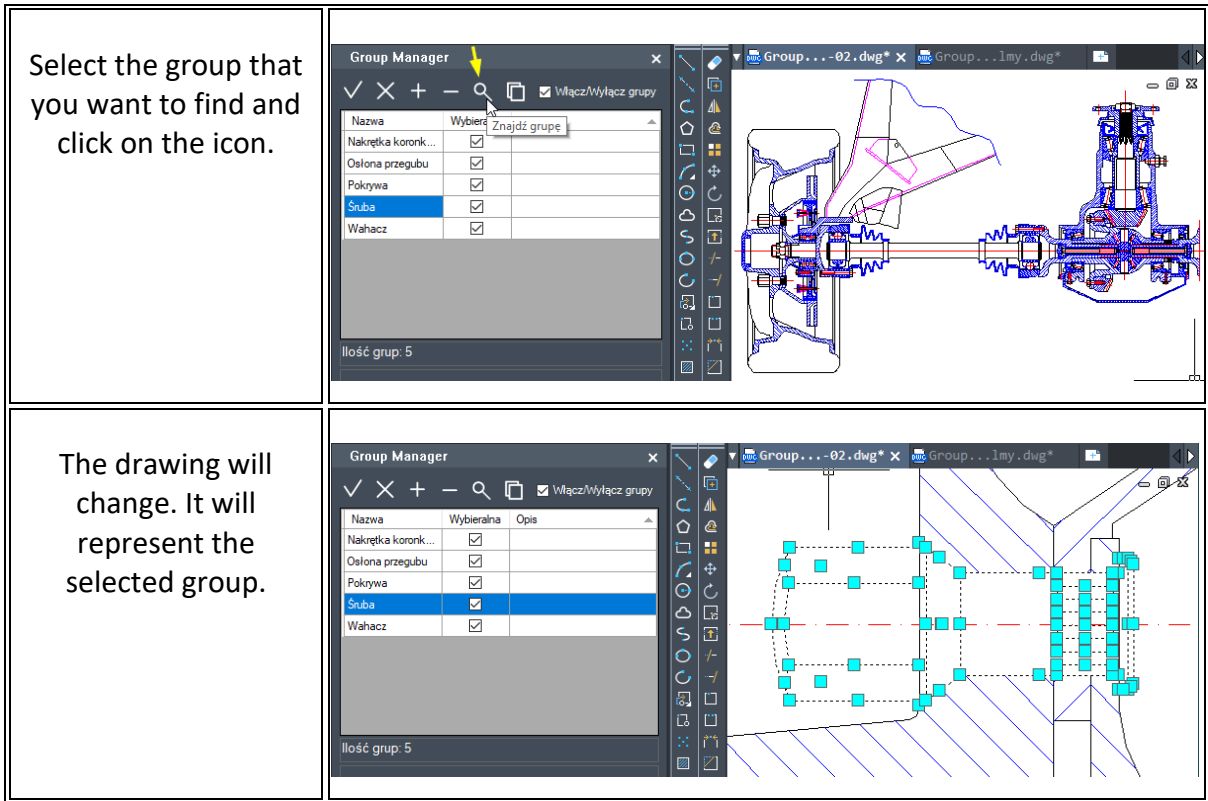 Select the group that
you want to find and
click on the icon.
Group Manager
Włącz/Wyłącz grupy
Znajdź grupę
Nazwa Wybiera
Nakrętka koronk...
Osłona przegubu
Pokrywa
Śruba
Wahacz
Ilość grup: 5
Group...-02.dwg* Group...lmy.dwg*
The drawing will
change. It will
represent the
selected group.
Group Manager
Włącz/Wyłącz grupy
Nazwa Wybieralna Opis
Nakrętka koronk...
Osłona przegubu
Pokrywa
Śruba
Wahacz
Ilość grup: 5
Group...-02.dwg* Group...lmy.dwg*